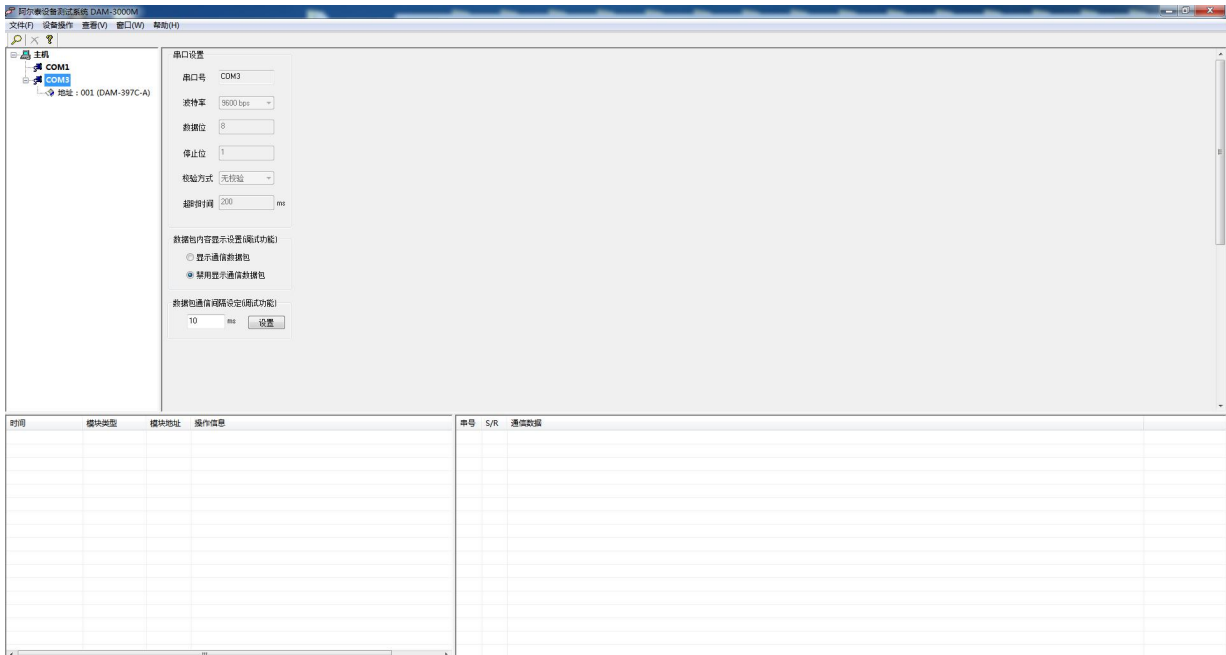 阿尔泰设备测试系统 DAM-3000M
文件(F) 设备操作 查看(V) 窗口(W) 帮助(H)
主机
COM1
COM3
地址：001 (DAM-397C-A)
串口设置
串口号 COM3
波特率 9600 bps
数据位 8
停止位 1
校验方式 无校验
超时时间 200 ms
数据包内容显示设置(调试功能)
显示通信数据包
禁用显示通信数据包
数据包通信间隔设定(调试功能)
10 ms 设置
时间 模块类型 模块地址 操作信息
串号 S/R 通信数据